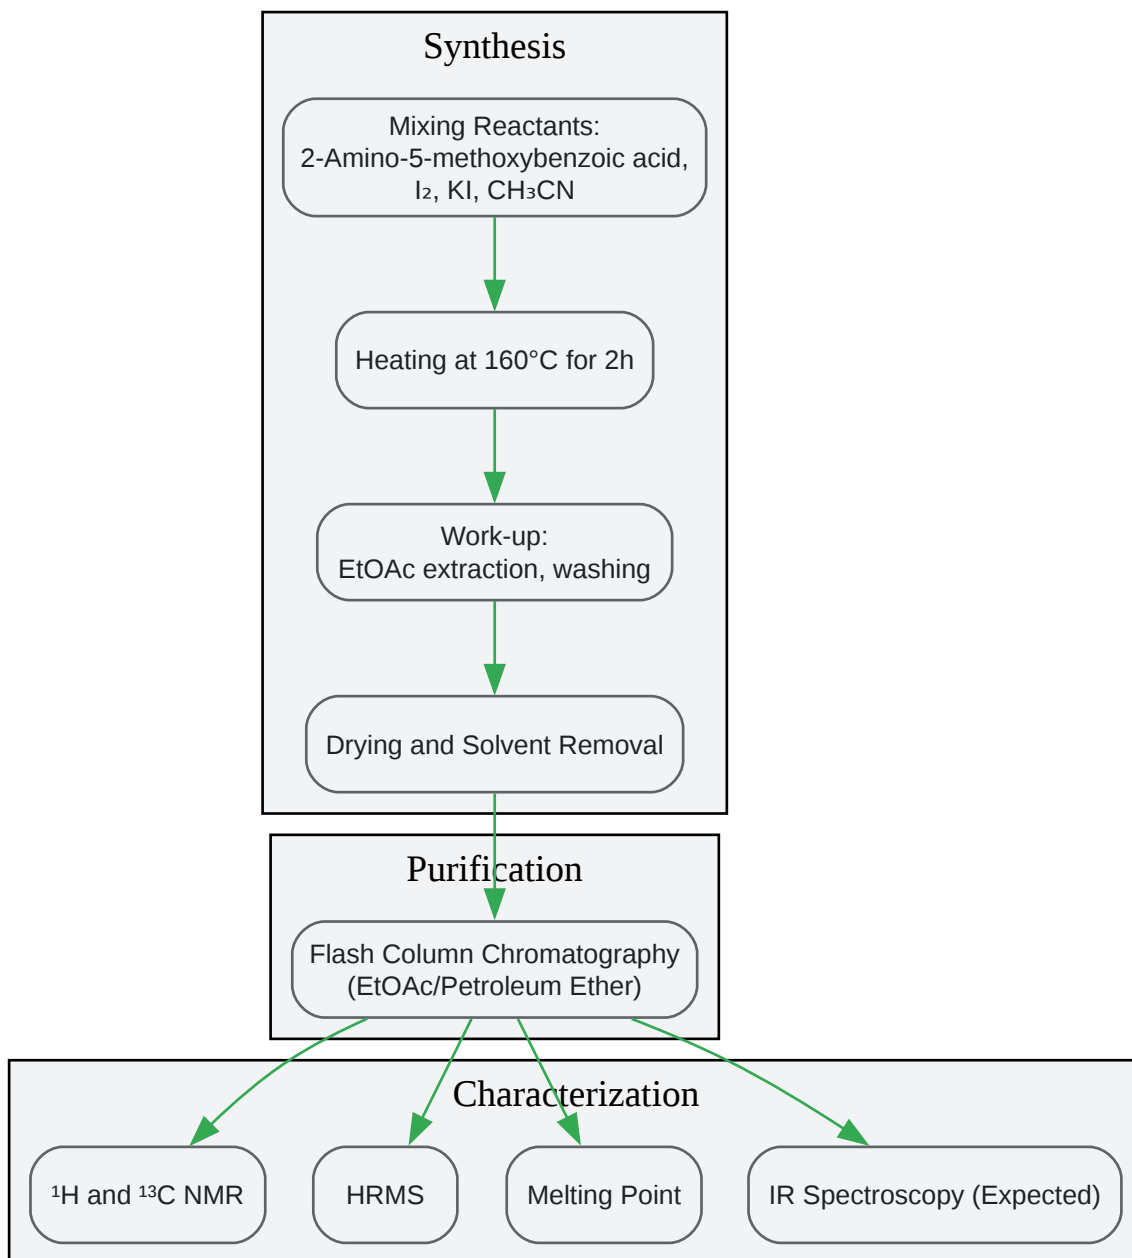 Synthesis
Mixing Reactants:
2-Amino-5-methoxybenzoic acid,
I₂, KI, CH₃CN
Heating at 160°C for 2h
Work-up:
EtOAc extraction, washing
Drying and Solvent Removal
Purification
Flash Column Chromatography
(EtOAc/Petroleum Ether)
Characterization
¹H and ¹³C NMR
HRMS
Melting Point
IR Spectroscopy (Expected)